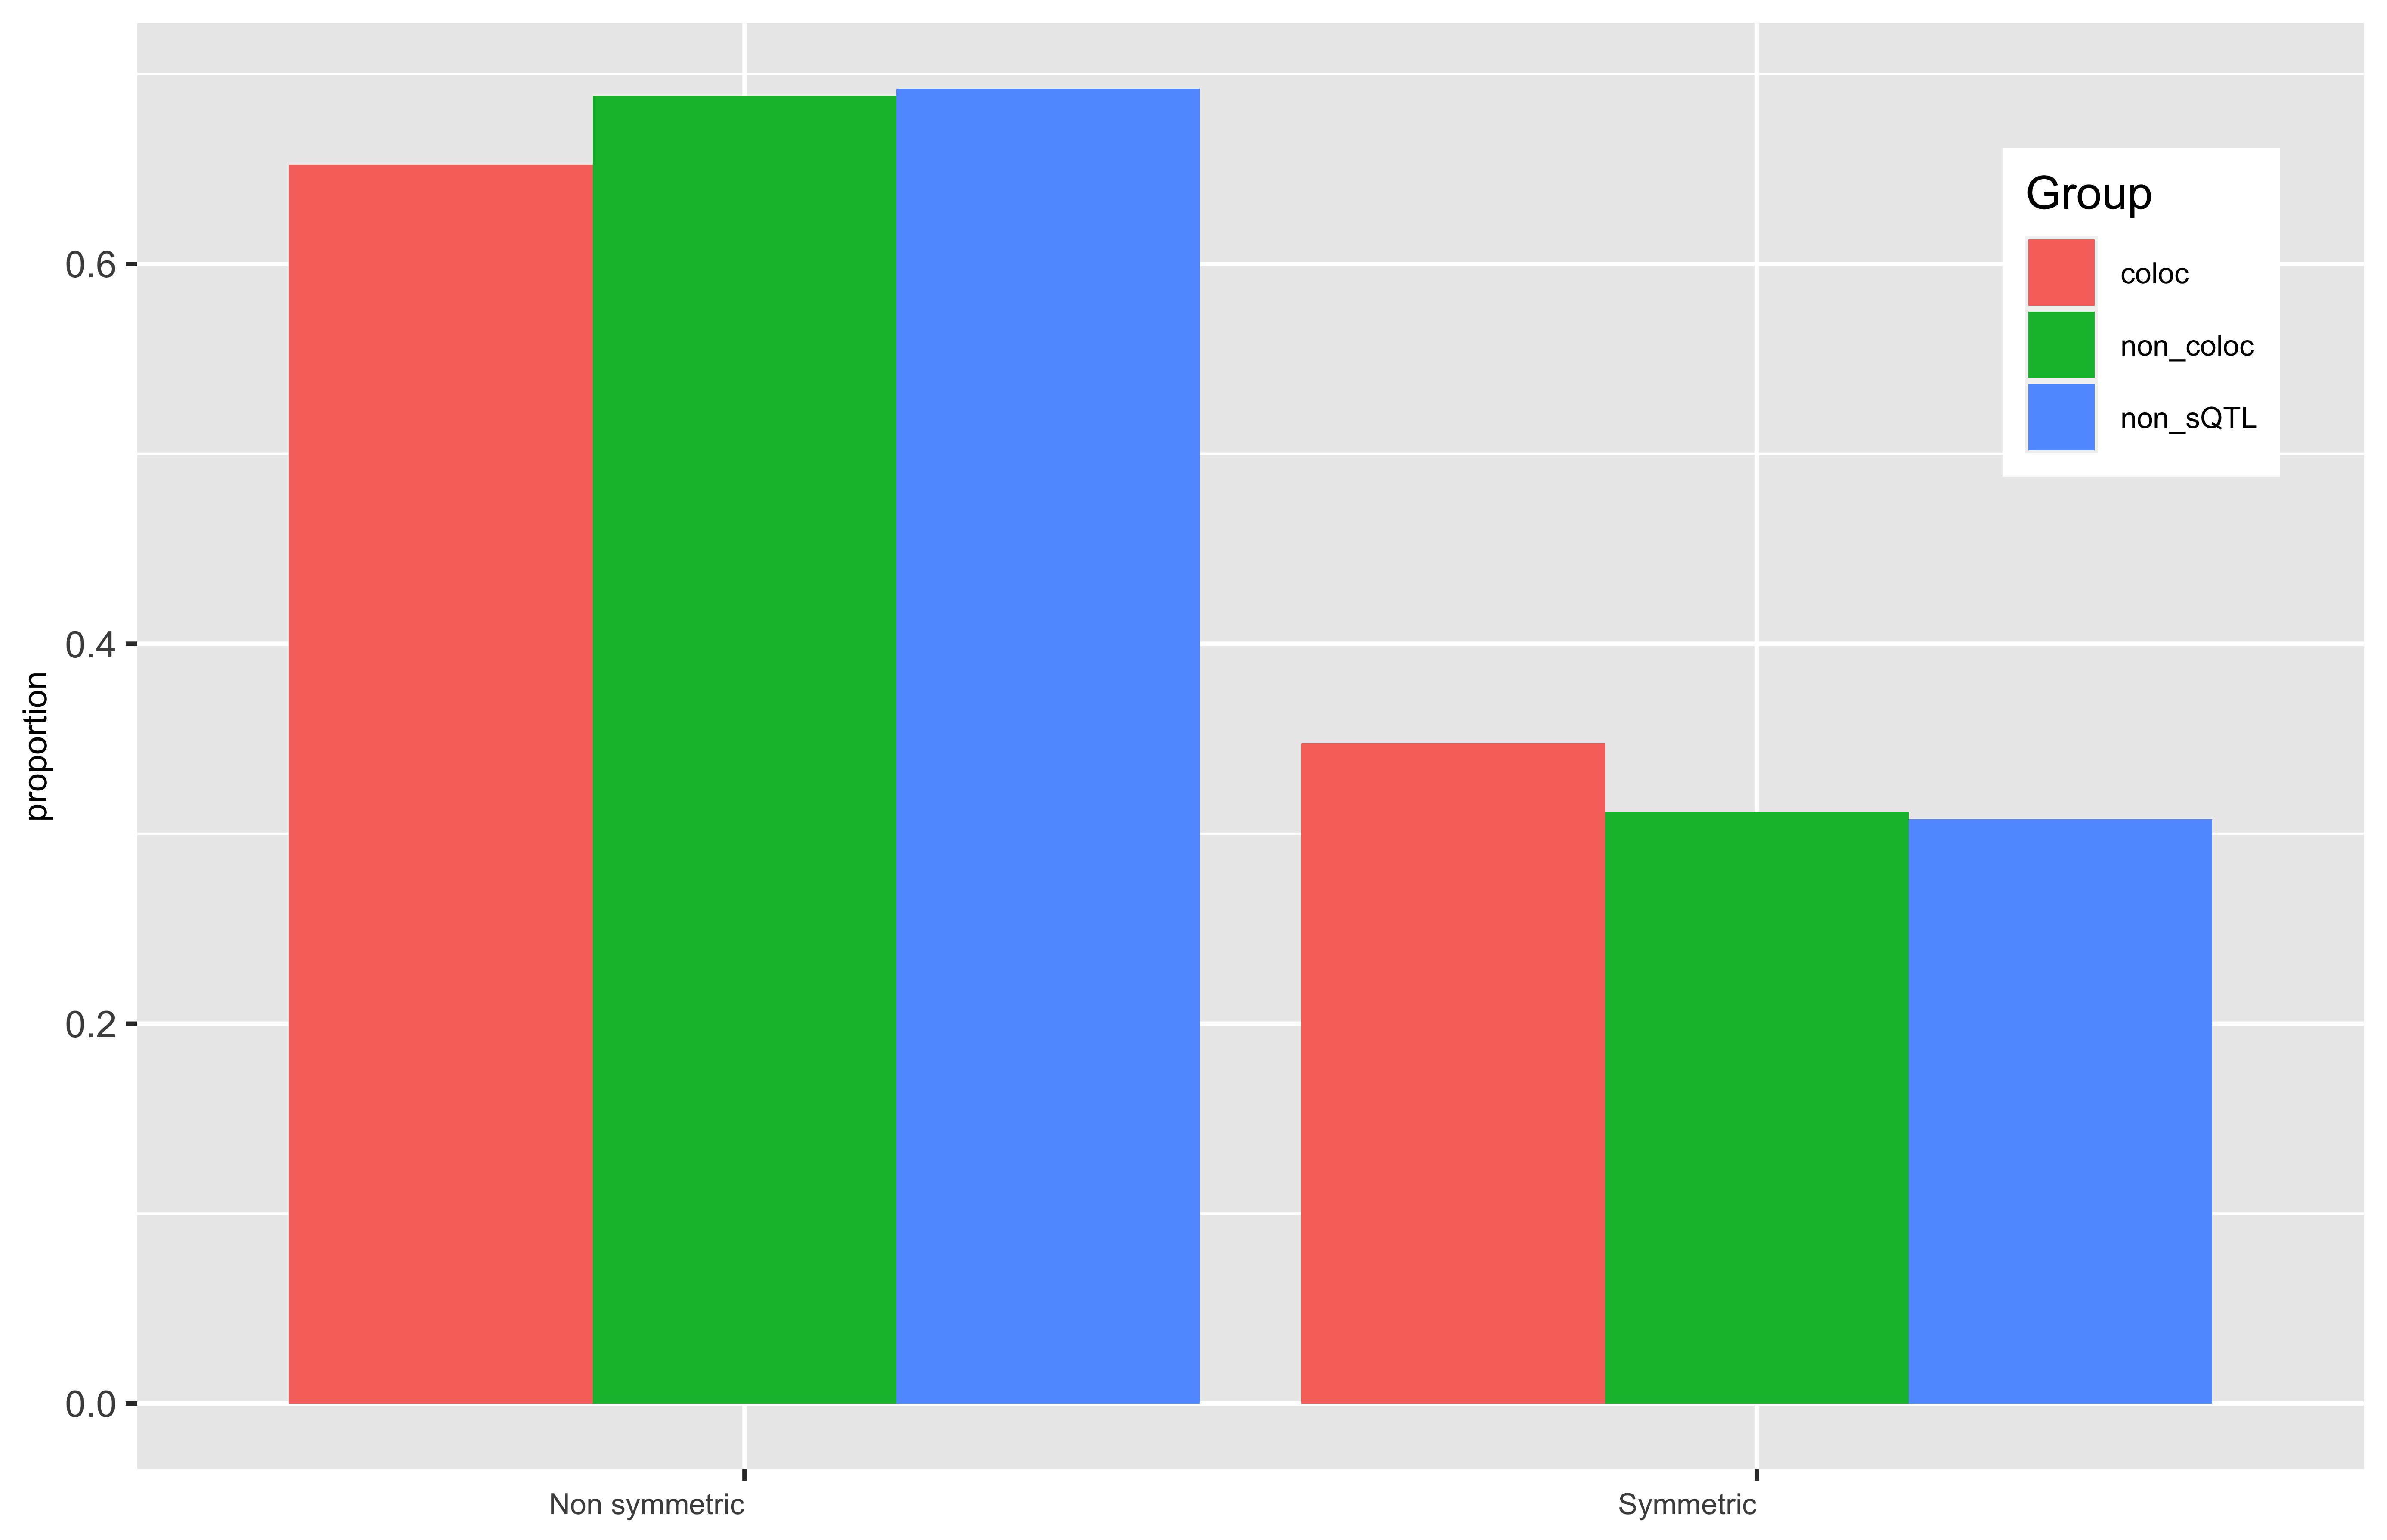 proportion
0.6
0.4
0.2
0.0
Non symmetric
Symmetric
Group
coloc
non_coloc
non_sQTL